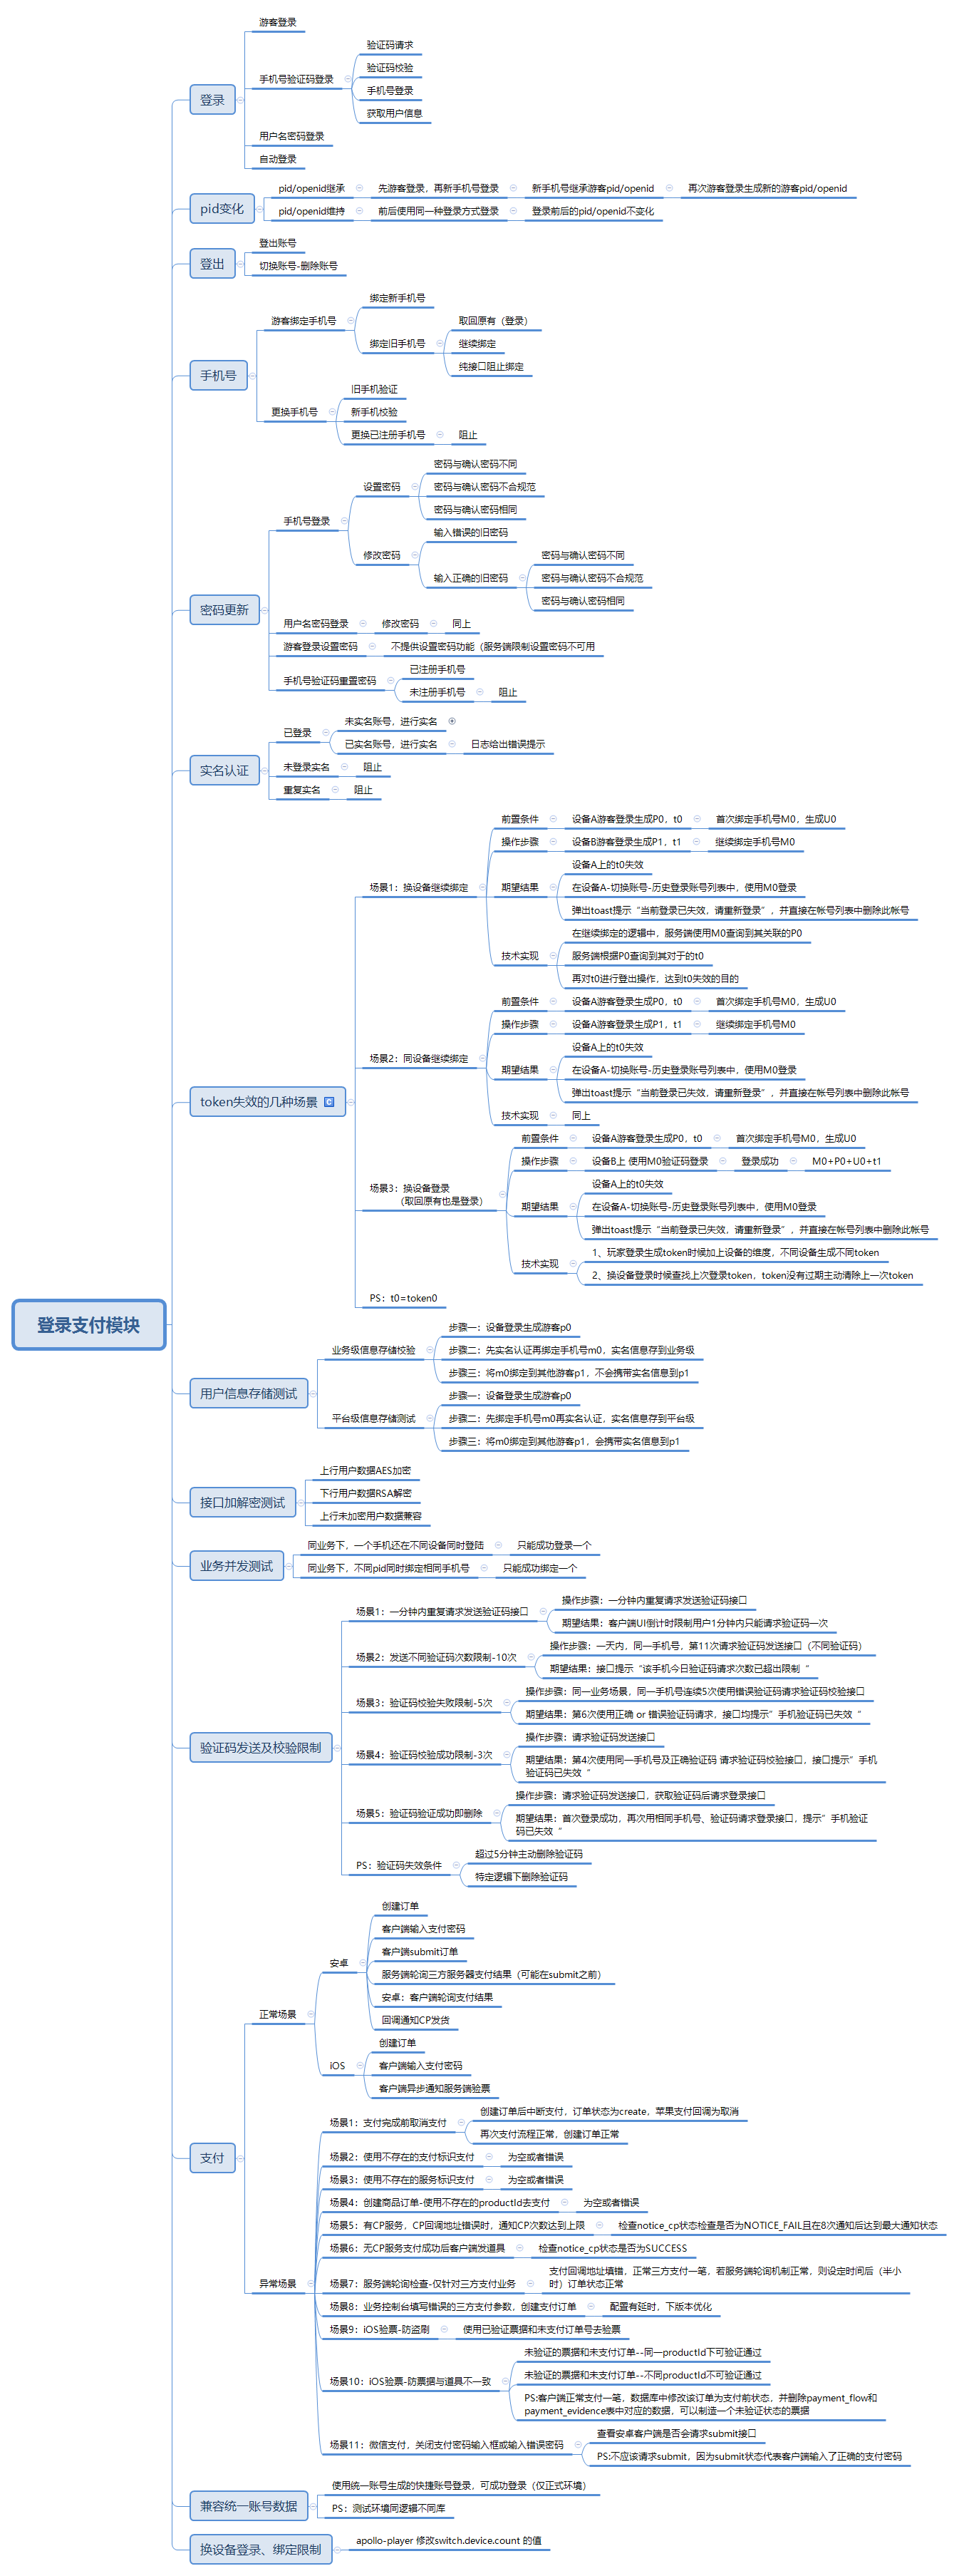 登录支付模块
登录
游客登录
手机号验证码登录
验证码请求
验证码校验
手机号登录
获取用户信息
用户名密码登录
自动登录
pid变化
pid/openid继承
先游客登录，再新手机号登录
新手机号继承游客pid/openid
再次游客登录生成新的游客pid/openid
pid/openid维持
前后使用同一种登录方式登录
登录前后的pid/openid不变化
登出
登出账号
切换账号-删除账号
手机号
游客绑定手机号
绑定新手机号
绑定旧手机号
取回原有（登录）
继续绑定
纯接口阻止绑定
更换手机号
旧手机验证
新手机校验
更换已注册手机号
阻止
密码更新
手机号登录
设置密码
密码与确认密码不同
密码与确认密码不合规范
密码与确认密码相同
修改密码
输入错误的旧密码
输入正确的旧密码
密码与确认密码不同
密码与确认密码不合规范
密码与确认密码相同
用户名密码登录
修改密码
同上
游客登录设置密码
不提供设置密码功能（服务端限制设置密码不可用
手机号验证码重置密码
已注册手机号
未注册手机号
阻止
实名认证
已登录
未实名账号，进行实名
已实名账号，进行实名
日志给出错误提示
未登录实名
阻止
重复实名
阻止
token失效的几种场景
场景1：换设备继续绑定
前置条件
设备A游客登录生成P0，t0
首次绑定手机号M0，生成U0
操作步骤
设备B游客登录生成P1，t1
继续绑定手机号M0
期望结果
设备A上的t0失效
在设备A-切换账号-历史登录账号列表中，使用M0登录
弹出toast提示“当前登录已失效，请重新登录”，并直接在帐号列表中删除此帐号
技术实现
在继续绑定的逻辑中，服务端使用M0查询到其关联的P0
服务端根据P0查询到其对于的t0
再对t0进行登出操作，达到t0失效的目的
场景2：同设备继续绑定
前置条件
设备A游客登录生成P0，t0
首次绑定手机号M0，生成U0
操作步骤
设备A游客登录生成P1，t1
继续绑定手机号M0
期望结果
设备A上的t0失效
在设备A-切换账号-历史登录账号列表中，使用M0登录
弹出toast提示“当前登录已失效，请重新登录”，并直接在帐号列表中删除此帐号
技术实现
同上
场景3：换设备登录
（取回原有也是登录）
前置条件
设备A游客登录生成P0，t0
首次绑定手机号M0，生成U0
操作步骤
设备B上 使用M0验证码登录
登录成功
M0+P0+U0+t1
期望结果
设备A上的t0失效
在设备A-切换账号-历史登录账号列表中，使用M0登录
弹出toast提示“当前登录已失效，请重新登录”，并直接在帐号列表中删除此帐号
技术实现
1、玩家登录生成token时候加上设备的维度，不同设备生成不同token
2、换设备登录时候查找上次登录token，token没有过期主动清除上一次token
PS：t0=token0
用户信息存储测试
业务级信息存储校验
步骤一：设备登录生成游客p0
步骤二：先实名认证再绑定手机号m0，实名信息存到业务级
步骤三：将m0绑定到其他游客p1，不会携带实名信息到p1
平台级信息存储测试
步骤一：设备登录生成游客p0
步骤二：先绑定手机号m0再实名认证，实名信息存到平台级
步骤三：将m0绑定到其他游客p1，会携带实名信息到p1
接口加解密测试
上行用户数据AES加密
下行用户数据RSA解密
上行未加密用户数据兼容
业务并发测试
同业务下，一个手机还在不同设备同时登陆
只能成功登录一个
同业务下，不同pid同时绑定相同手机号
只能成功绑定一个
验证码发送及校验限制
场景1：一分钟内重复请求发送验证码接口
操作步骤：一分钟内重复请求发送验证码接口
期望结果：客户端UI倒计时限制用户1分钟内只能请求验证码一次
场景2：发送不同验证码次数限制-10次
操作步骤：一天内，同一手机号，第11次请求验证码发送接口（不同验证码）
期望结果：接口提示“该手机今日验证码请求次数已超出限制 ”
场景3：验证码校验失败限制-5次
操作步骤：同一业务场景，同一手机号连续5次使用错误验证码请求验证码校验接口
期望结果：第6次使用正确 or 错误验证码请求，接口均提示”手机验证码已失效 “
场景4：验证码校验成功限制-3次
操作步骤：请求验证码发送接口
期望结果：第4次使用同一手机号及正确验证码 请求验证码校验接口，接口提示”手机
验证码已失效 “
场景5：验证码验证成功即删除
操作步骤：请求验证码发送接口，获取验证码后请求登录接口
期望结果：首次登录成功，再次用相同手机号、验证码请求登录接口，提示”手机验证
码已失效 “
PS：验证码失效条件
超过5分钟主动删除验证码
特定逻辑下删除验证码
支付
正常场景
安卓
创建订单
客户端输入支付密码
客户端submit订单
服务端轮询三方服务器支付结果（可能在submit之前）
安卓：客户端轮询支付结果
回调通知CP发货
iOS
创建订单
客户端输入支付密码
客户端异步通知服务端验票
异常场景
场景1：支付完成前取消支付
创建订单后中断支付，订单状态为create，苹果支付回调为取消
再次支付流程正常，创建订单正常
场景2：使用不存在的支付标识支付
为空或者错误
场景3：使用不存在的服务标识支付
为空或者错误
场景4：创建商品订单-使用不存在的productId去支付
为空或者错误
场景5：有CP服务，CP回调地址错误时，通知CP次数达到上限
检查notice_cp状态检查是否为NOTICE_FAIL且在8次通知后达到最大通知状态
场景6：无CP服务支付成功后客户端发道具
检查notice_cp状态是否为SUCCESS
场景7：服务端轮询检查-仅针对三方支付业务
支付回调地址填错，正常三方支付一笔，若服务端轮询机制正常，则设定时间后（半小
时）订单状态正常
场景8：业务控制台填写错误的三方支付参数，创建支付订单
配置有延时，下版本优化
场景9：iOS验票-防盗刷
使用已验证票据和未支付订单号去验票
场景10：iOS验票-防票据与道具不一致
未验证的票据和未支付订单--同一productId下可验证通过
未验证的票据和未支付订单--不同productId不可验证通过
PS:客户端正常支付一笔，数据库中修改该订单为支付前状态，并删除payment_flow和
payment_evidence表中对应的数据，可以制造一个未验证状态的票据
场景11：微信支付，关闭支付密码输入框或输入错误密码
查看安卓客户端是否会请求submit接口
PS:不应该请求submit，因为submit状态代表客户端输入了正确的支付密码
兼容统一账号数据
使用统一账号生成的快捷账号登录，可成功登录（仅正式环境）
PS：测试环境同逻辑不同库
换设备登录、绑定限制
apollo-player 修改switch.device.count 的值